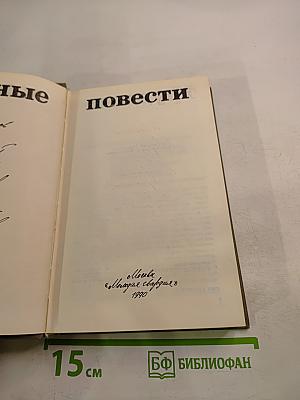 ные повести
Москва
«Молодая гвардия»
1990
15 см
БФ БИБЛИОФАН